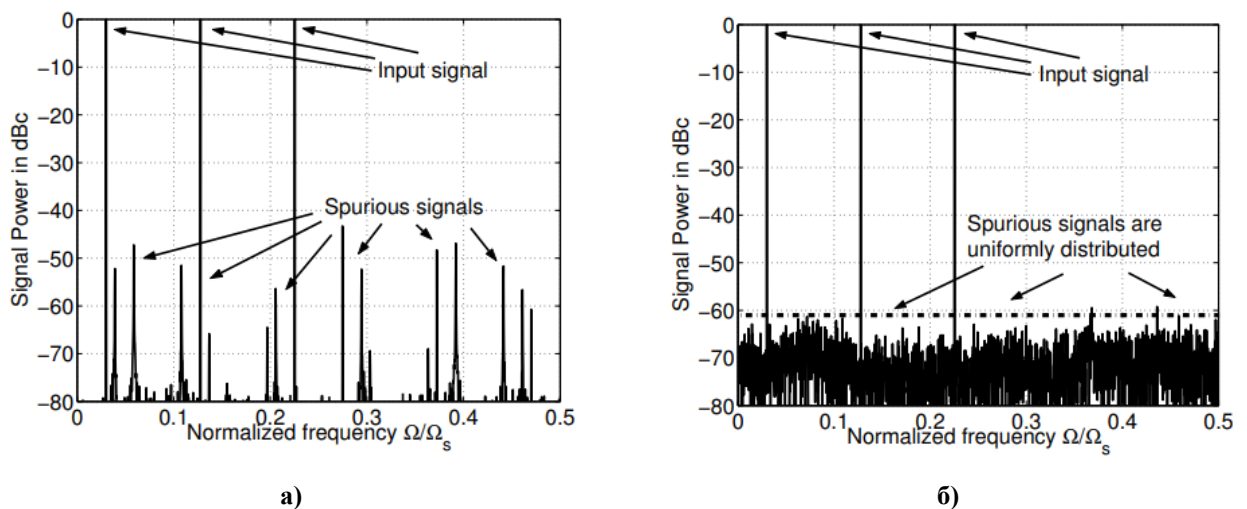 0
−10
−20
−30
−40
−50
−60
−70
−80
Signal Power in dBc
Input signal
Spurious signals
0 0.1 0.2 0.3 0.4 0.5
Normalized frequency Ω/Ωs
а)
0
−10
−20
−30
−40
−50
−60
−70
−80
Signal Power in dBc
Input signal
Spurious signals are
uniformly distributed
0 0.1 0.2 0.3 0.4 0.5
Normalized frequency Ω/Ωs
б)